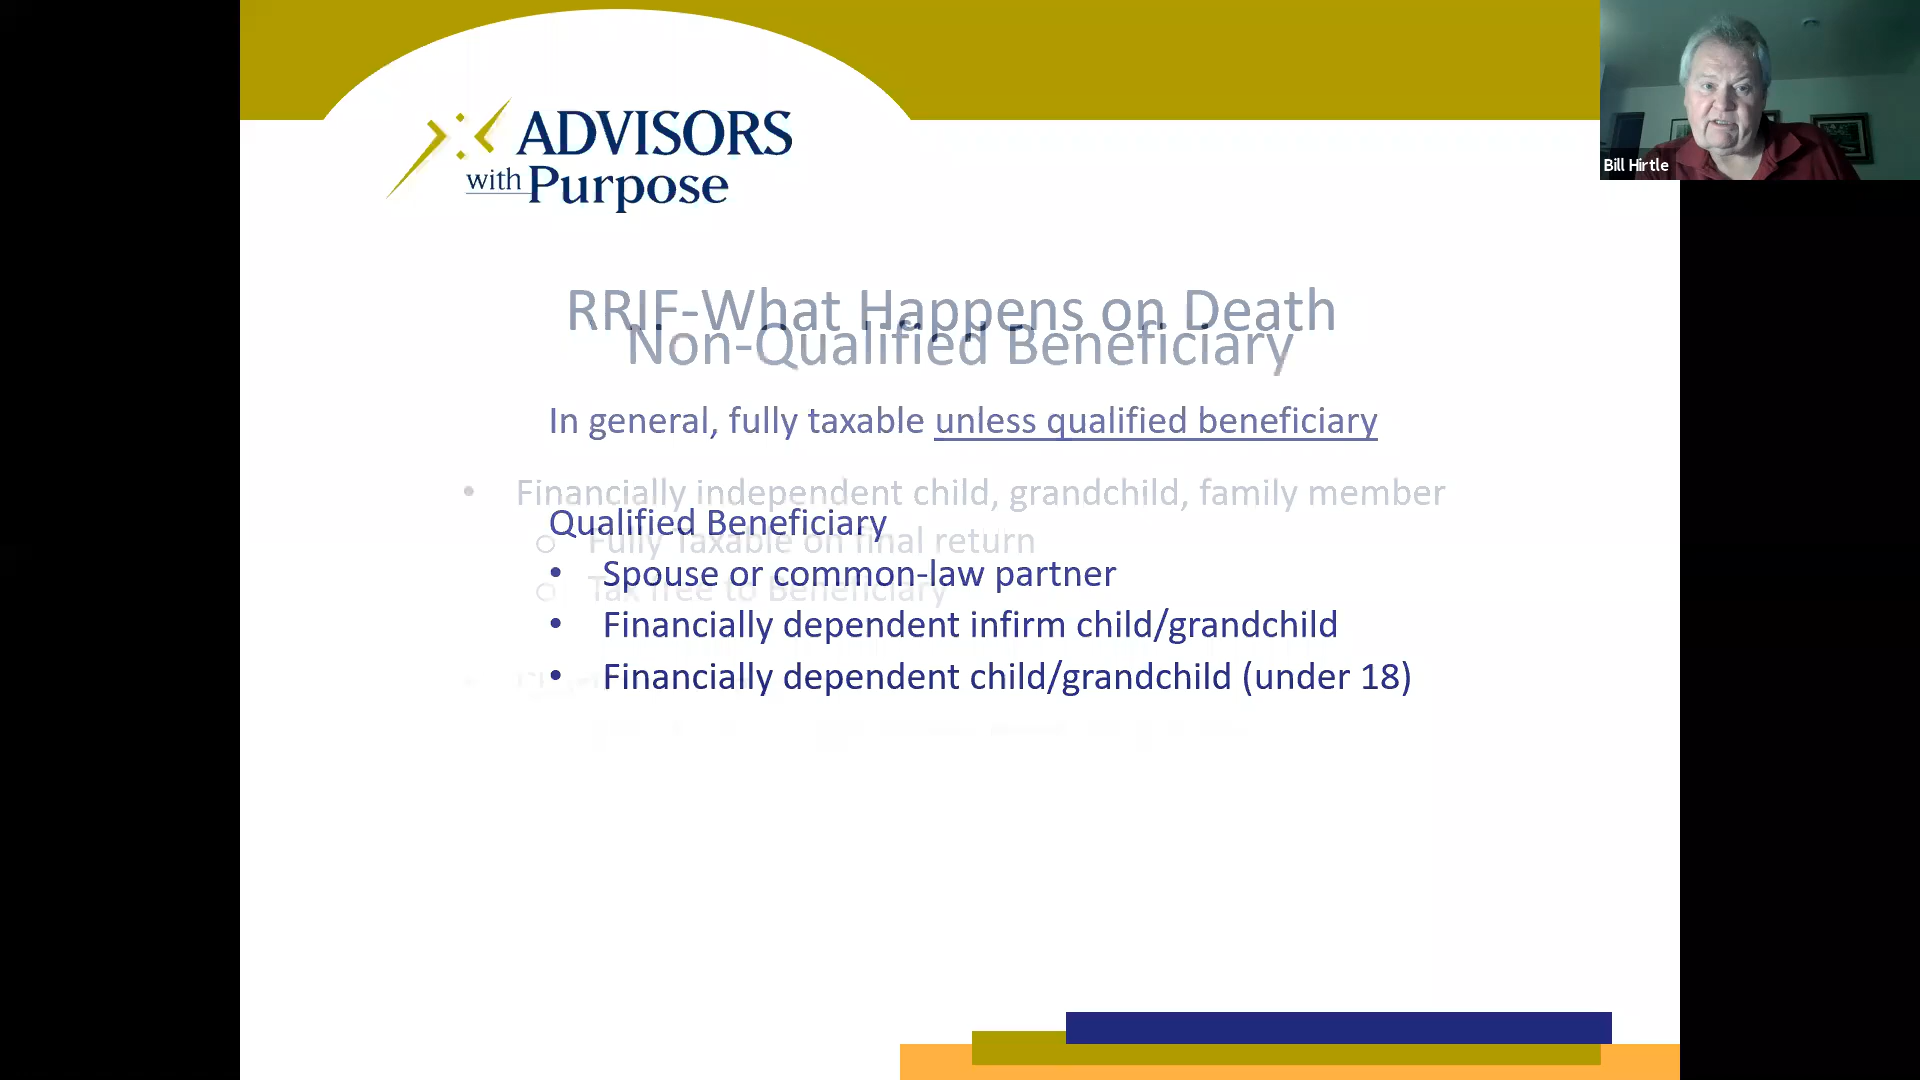 ADVISORS
with Purpose
Bill Hirtle
RRIF-What Happens on Death
Non-Qualified Beneficiary
In general, fully taxable unless qualified beneficiary
• Financially independent child, grandchild, family member
Qualified Beneficiary
o Fully Taxable on final return
• Spouse or common-law partner
o Tax free to Beneficiary
• Financially dependent infirm child/grandchild
• Financially dependent child/grandchild (under 18)